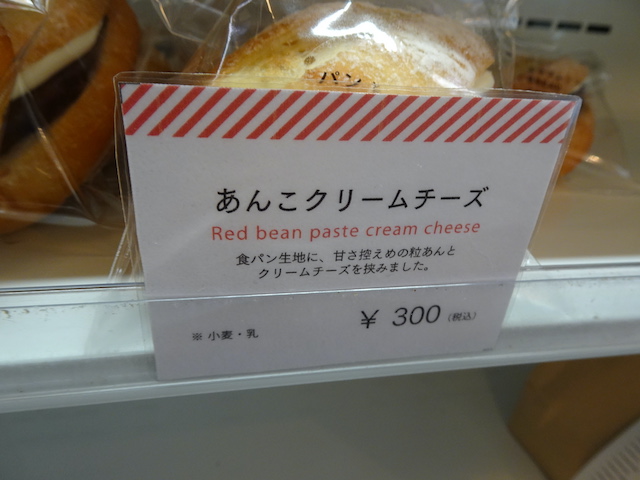 パン
あんこクリームチーズ
Red bean paste cream cheese
食パン生地に、甘さ控えめの粒あんと
クリームチーズを挟みました。
※ 小麦・乳
¥ 300 (税込)